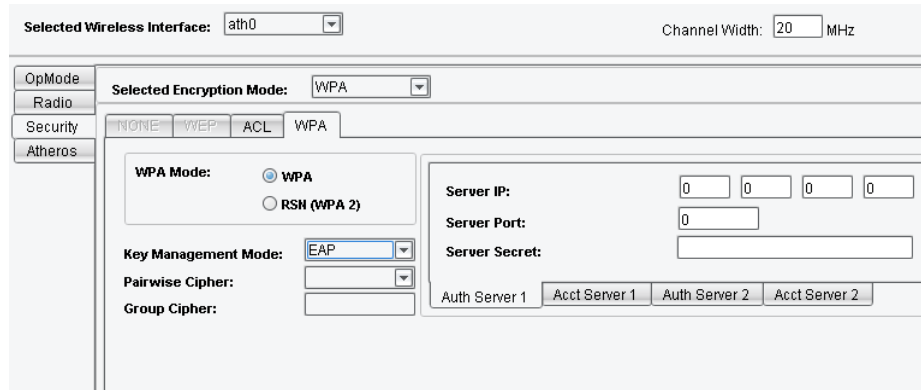 Selected Wireless Interface: ath0 Channel Width: 20 MHz
OpMode
Radio
Security
Atheros
Selected Encryption Mode: WPA
NONE WEP ACL WPA
WPA Mode: WPA
RSN (WPA 2)
Key Management Mode: EAP
Pairwise Cipher:
Group Cipher:
Server IP: 0 0 0 0
Server Port: 0
Server Secret:
Auth Server 1 Acct Server 1 Auth Server 2 Acct Server 2